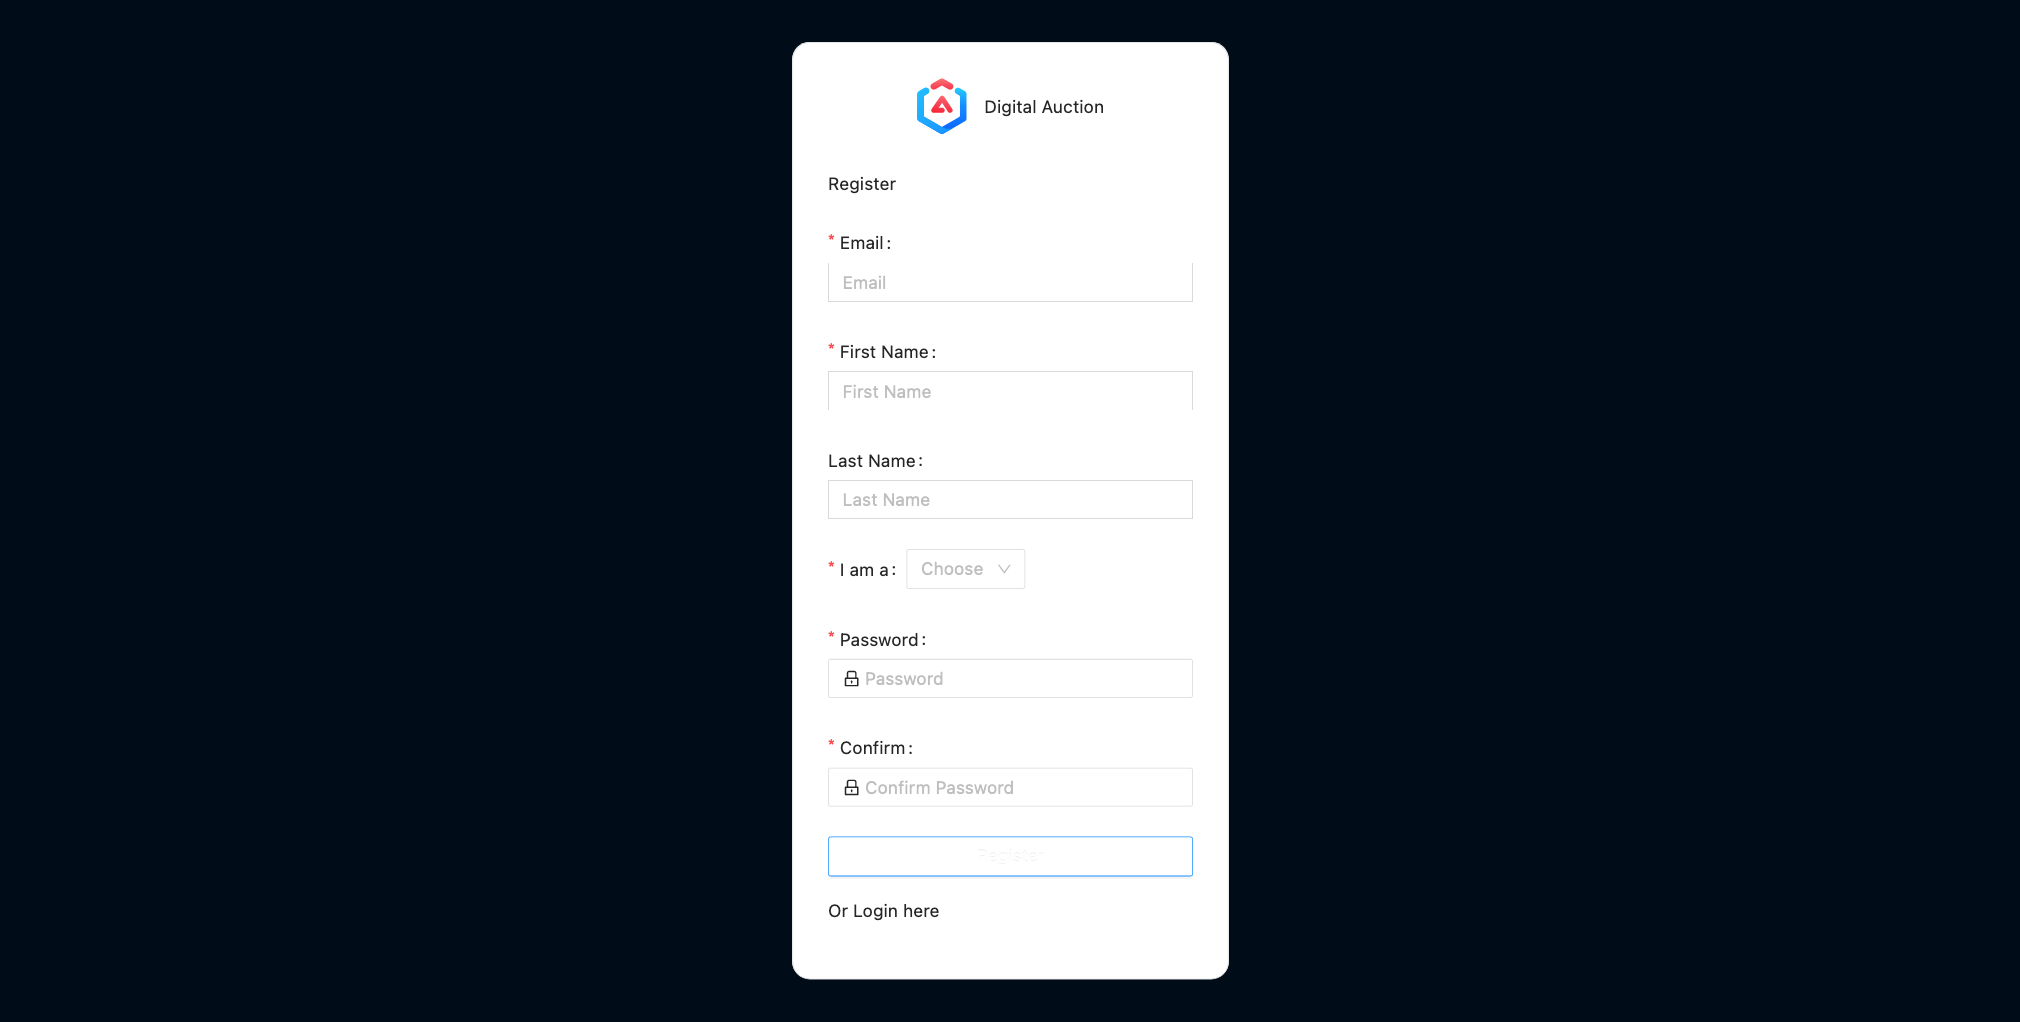 Digital Auction
Register
* Email:
Email
* First Name:
First Name
Last Name:
Last Name
* I am a: Choose
* Password:
Password
* Confirm:
Confirm Password
Register
Or Login here